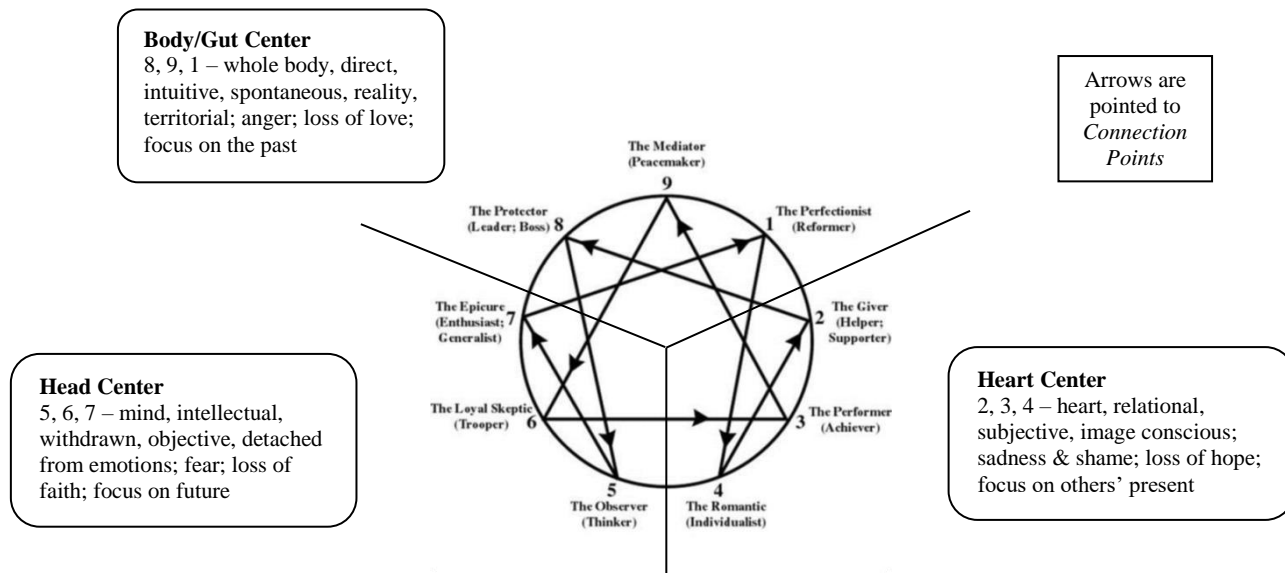 Body/Gut Center
8, 9, 1 – whole body, direct,
intuitive, spontaneous, reality,
territorial; anger; loss of love;
focus on the past
Arrows are
pointed to
Connection
Points
The Mediator
(Peacemaker)
9
The Protector
(Leader; Boss) 8
1 The Perfectionist
(Reformer)
The Epicure
(Enthusiast; 7
Generalist)
The Giver
2 (Helper;
Supporter)
Head Center
5, 6, 7 – mind, intellectual,
withdrawn, objective, detached
from emotions; fear; loss of
faith; focus on future
The Loyal Skeptic
(Trooper) 6
3 The Performer
(Achiever)
Heart Center
2, 3, 4 – heart, relational,
subjective, image conscious;
sadness & shame; loss of hope;
focus on others’ present
5
The Observer
(Thinker)
4
The Romantic
(Individualist)